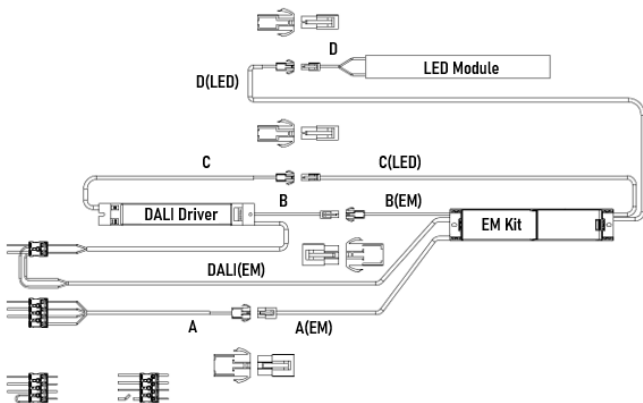 D
LED Module
D(LED)
C
C(LED)
B
B(EM)
DALI Driver
EM Kit
DALI(EM)
A
A(EM)